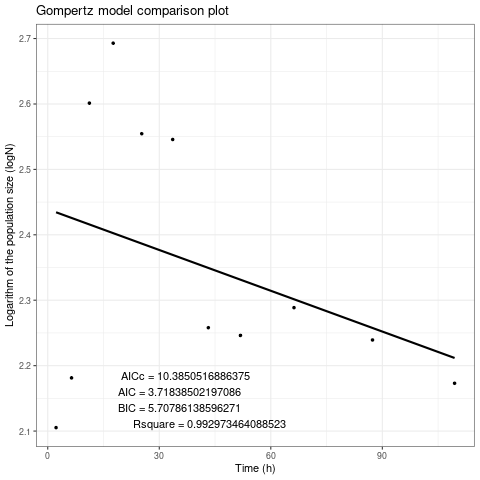 Gompertz model comparison plot
Logarithm of the population size (logN)
2.7
2.6
2.5
2.4
2.3
2.2
2.1
AICc = 10.3850516886375
AIC = 3.71838502197086
BIC = 5.70786138596271
Rsquare = 0.992973464088523
0
30
60
90
Time (h)